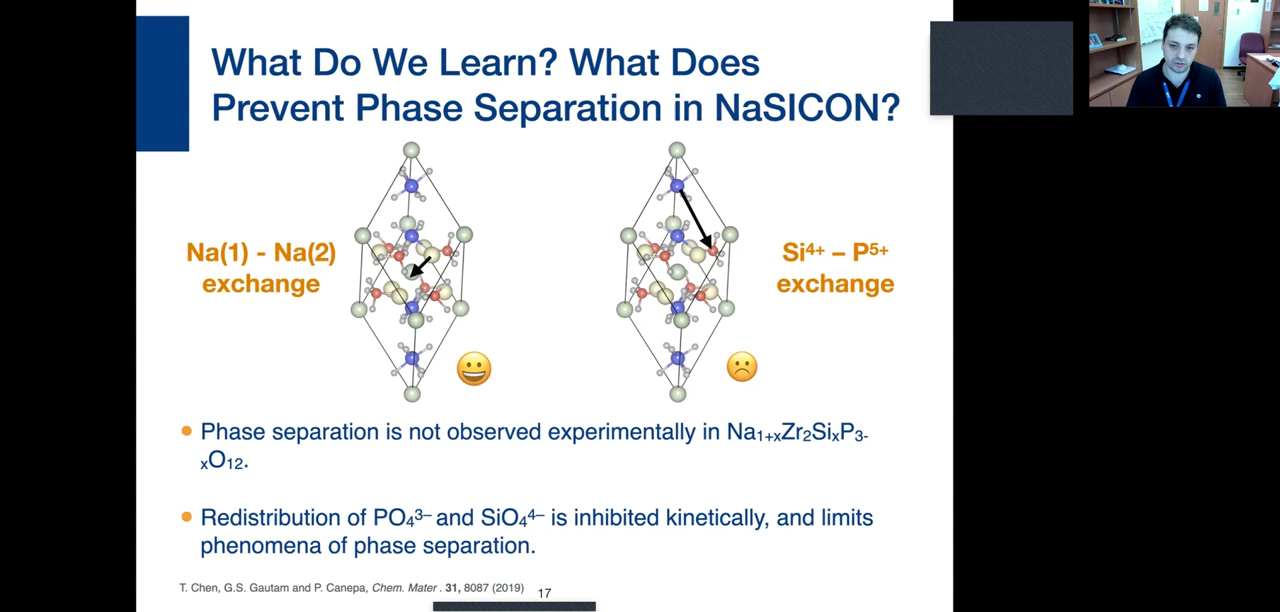 What Do We Learn? What Does
Prevent Phase Separation in NaSICON?
Na(1) - Na(2)
exchange
Si⁴⁺ – P⁵⁺
exchange
Phase separation is not observed experimentally in Na₁₊ₓZr₂SiₓP₃₋
ₓO₁₂.
Redistribution of PO₄³⁻ and SiO₄⁴⁻ is inhibited kinetically, and limits
phenomena of phase separation.
T. Chen, G.S. Gautam and P. Canepa, Chem. Mater . 31, 8087 (2019)
17